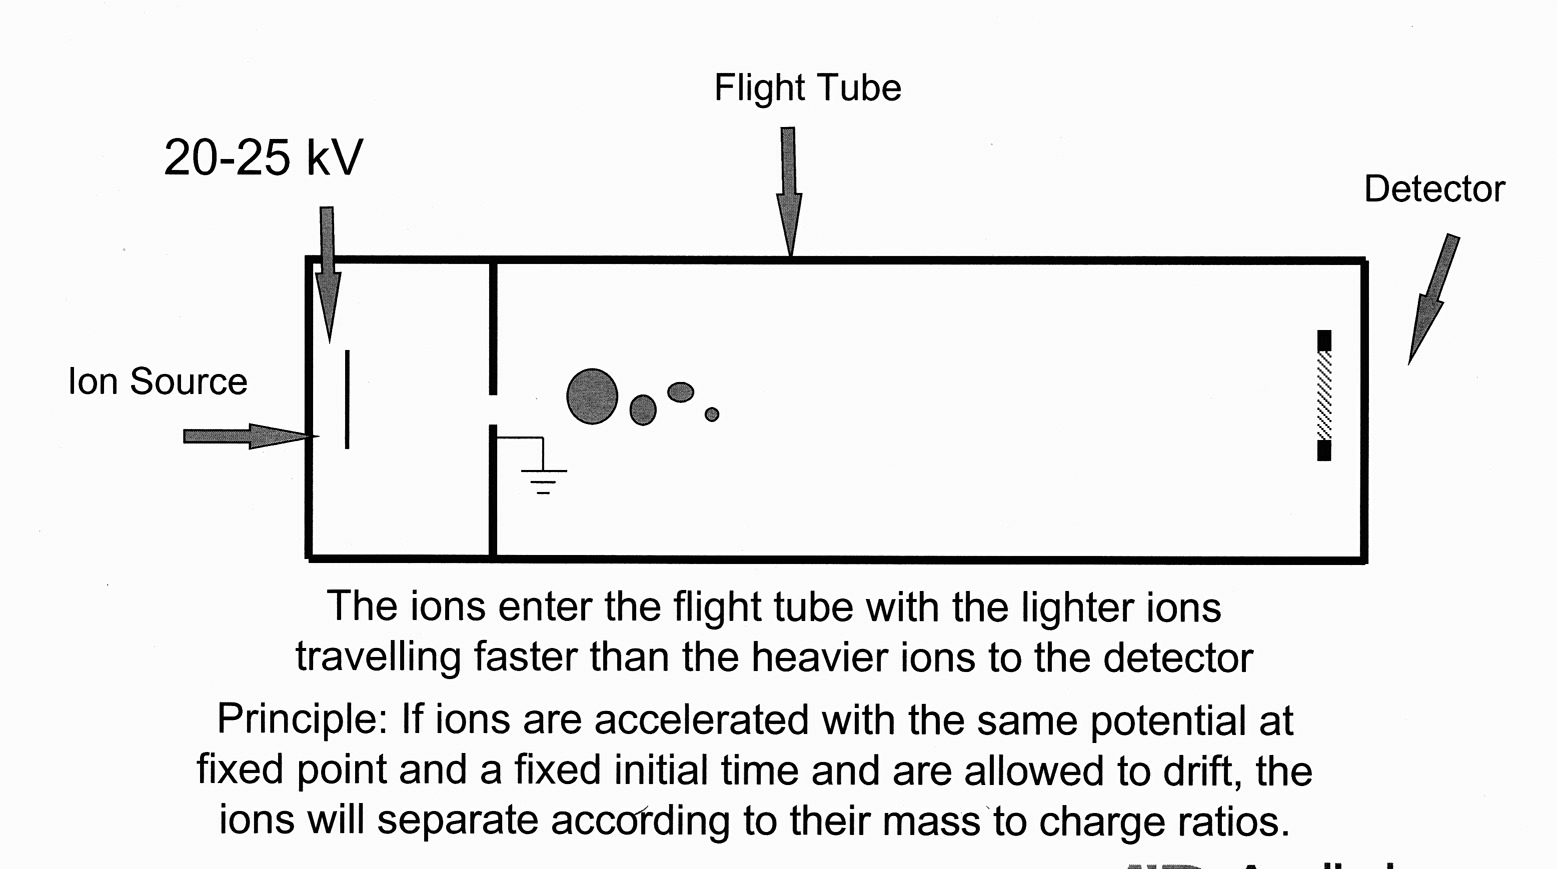 Flight Tube
20-25 kV
Detector
Ion Source
The ions enter the flight tube with the lighter ions
travelling faster than the heavier ions to the detector
Principle: If ions are accelerated with the same potential at
fixed point and a fixed initial time and are allowed to drift, the
ions will separate according to their mass to charge ratios.